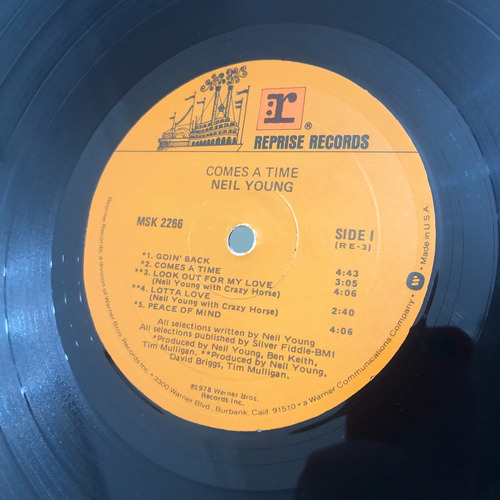 r®
REPRISE RECORDS
COMES A TIME
NEIL YOUNG
MSK 2266
SIDE I
(RE-3)
*1. GOIN' BACK 4:43
*2. COMES A TIME 3:05
**3. LOOK OUT FOR MY LOVE 4:06
(Neil Young with Crazy Horse)
**4. LOTTA LOVE 2:40
(Neil Young with Crazy Horse)
*5. PEACE OF MIND 4:06
All selections written by Neil Young
All selections published by Silver Fiddle-BMI
*Produced by Neil Young, Ben Keith,
Tim Mulligan. **Produced by Neil Young,
David Briggs, Tim Mulligan.
℗1978 Warner Bros.
Records Inc.
Reprise Records, a division of Warner Bros. Records Inc. • 3300 Warner Blvd., Burbank, Calif. 91510 • a Warner Communications Company • W • Made in U.S.A.